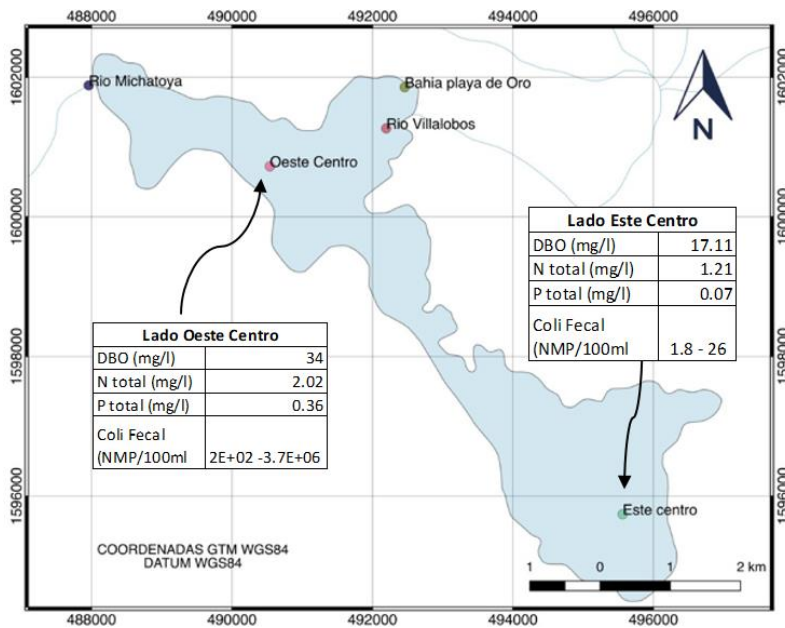 488000 490000 492000 494000 496000
1602000 1602000
Rio Michatoya
Bahia playa de Oro
Rio Villalobos
N
Oeste Centro
1600000 1600000
Lado Este Centro
DBO (mg/l) 17.11
N total (mg/l) 1.21
P total (mg/l) 0.07
Coli Fecal
(NMP/100ml 1.8 - 26
Lado Oeste Centro
DBO (mg/l) 34
N total (mg/l) 2.02
P total (mg/l) 0.36
Coli Fecal
(NMP/100ml 2E+02 -3.7E+06
1598000 1598000
1596000 1596000
Este centro
COORDENADAS GTM WGS84
DATUM WGS84
1 0 1 2 km
488000 490000 492000 494000 496000